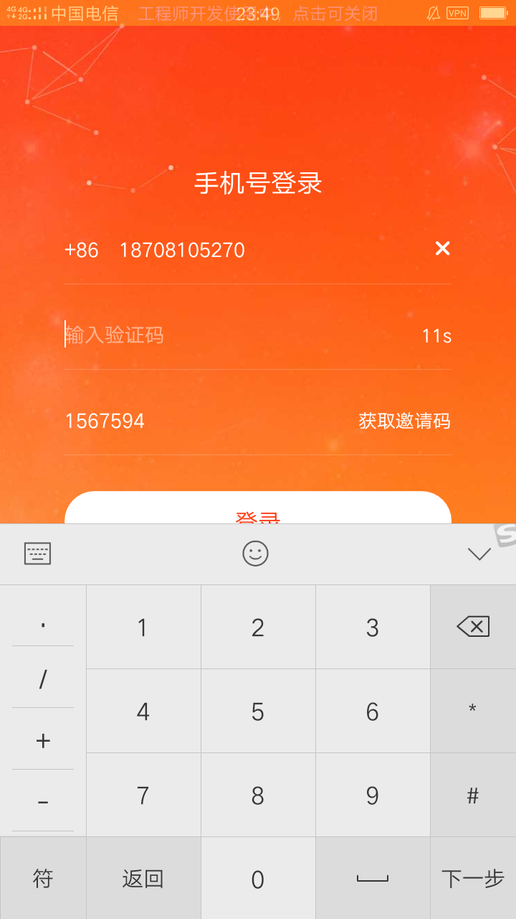 中国电信 工程师开发使用中 点击可关闭 23:49 VPN
4G 4G 2G
手机号登录
+86 18708105270 ×
输入验证码 11s
1567594 获取邀请码
登录
S
· 1 2 3
/ 4 5 6 *
+ 7 8 9 #
-
符 返回 0 下一步